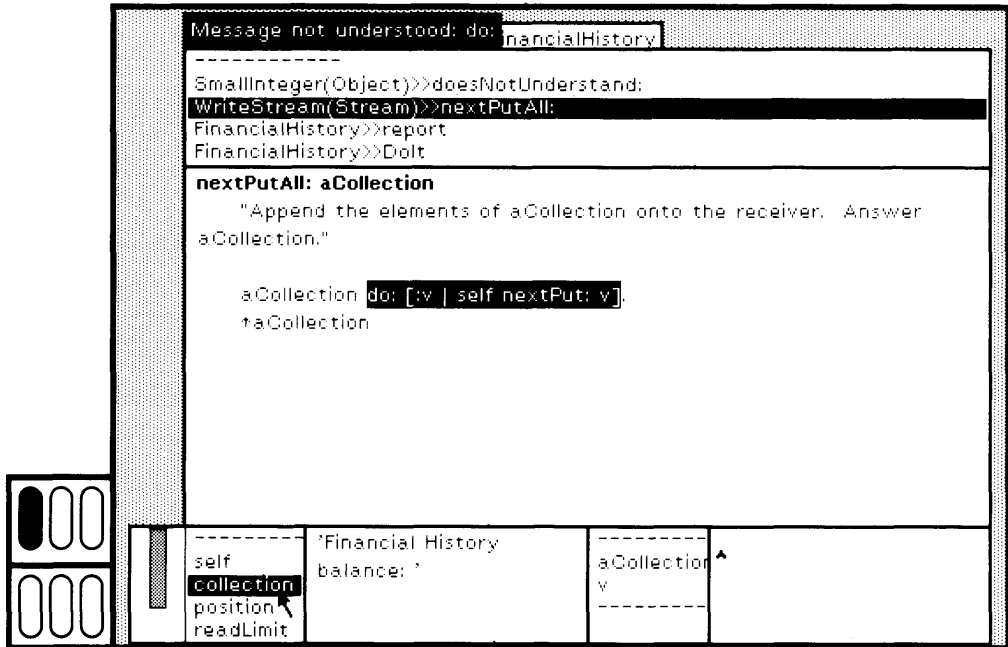 Message not understood: do:
nancialHistory
-------------
SmallInteger(Object)>>doesNotUnderstand:
WriteStream(Stream)>>nextPutAll:
FinancialHistory>>report
FinancialHistory>>DoIt
nextPutAll: aCollection
"Append the elements of aCollection onto the receiver.  Answer
aCollection."
aCollection do: [:v | self nextPut: v].
↑aCollection
----------
self
collection
position
readLimit
'Financial History
balance: '
----------
aCollection
v
----------